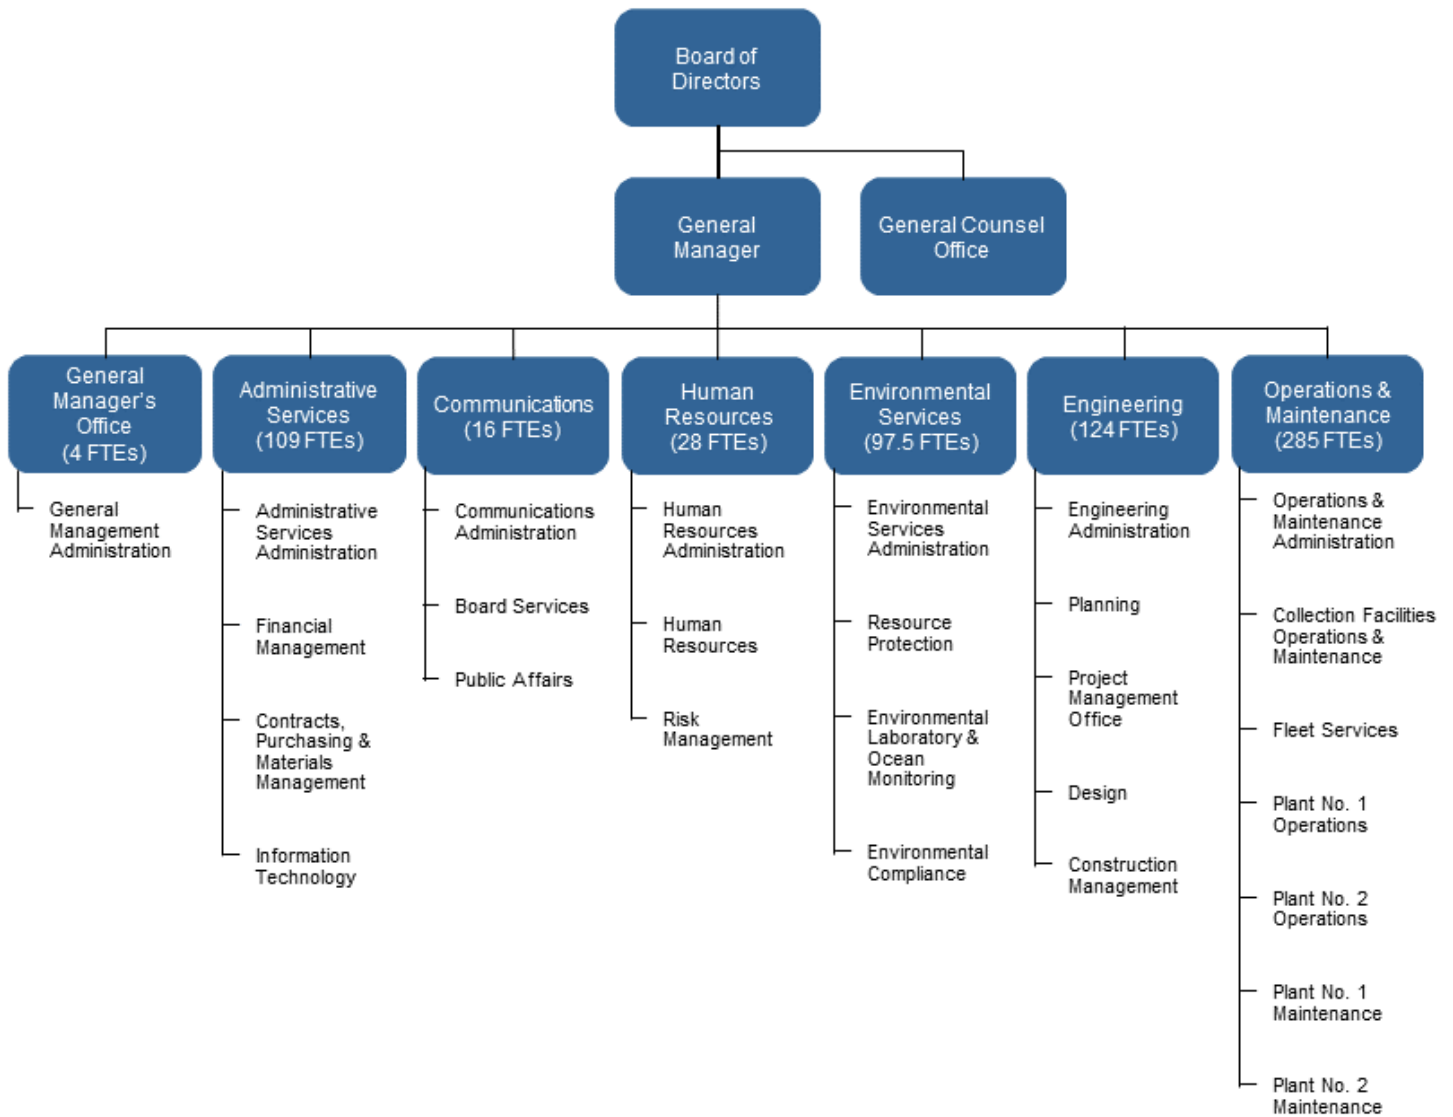 Board of
Directors
General
Manager
General Counsel
Office
General
Manager's
Office
(4 FTEs)
General
Management
Administration
Administrative
Services
(109 FTEs)
Administrative
Services
Administration
Financial
Management
Contracts,
Purchasing &
Materials
Management
Information
Technology
Communications
(16 FTEs)
Communications
Administration
Board Services
Public Affairs
Human
Resources
(28 FTEs)
Human
Resources
Administration
Human
Resources
Risk
Management
Environmental
Services
(97.5 FTEs)
Environmental
Services
Administration
Resource
Protection
Environmental
Laboratory &
Ocean
Monitoring
Environmental
Compliance
Engineering
(124 FTEs)
Engineering
Administration
Planning
Project
Management
Office
Design
Construction
Management
Operations &
Maintenance
(285 FTEs)
Operations &
Maintenance
Administration
Collection Facilities
Operations &
Maintenance
Fleet Services
Plant No. 1
Operations
Plant No. 2
Operations
Plant No. 1
Maintenance
Plant No. 2
Maintenance